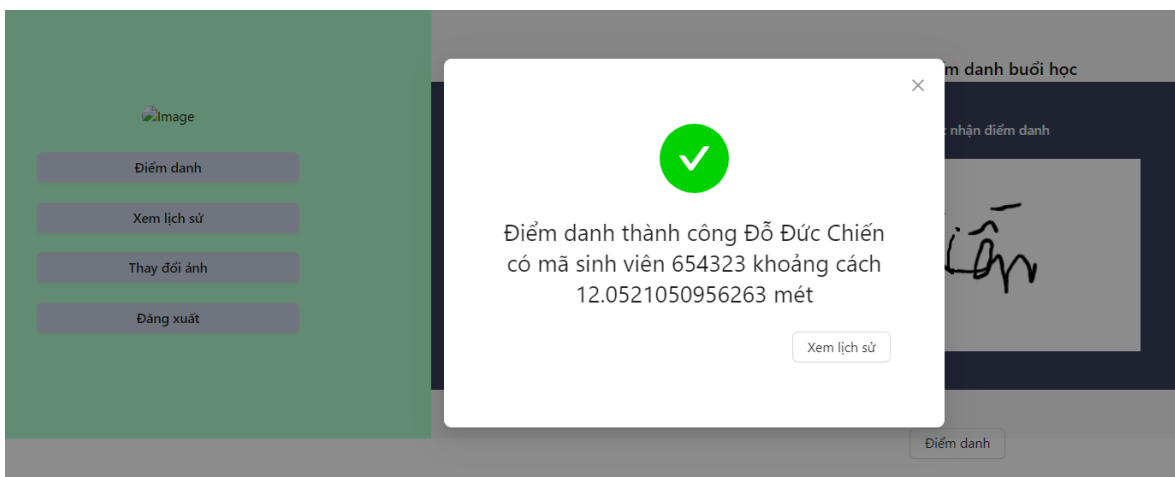 Image
Điểm danh
Xem lịch sử
Thay đổi ảnh
Đăng xuất
m danh buổi học
nhận điểm danh
Điểm danh thành công Đỗ Đức Chiến
có mã sinh viên 654323 khoảng cách
12.0521050956263 mét
Xem lịch sử
Điểm danh